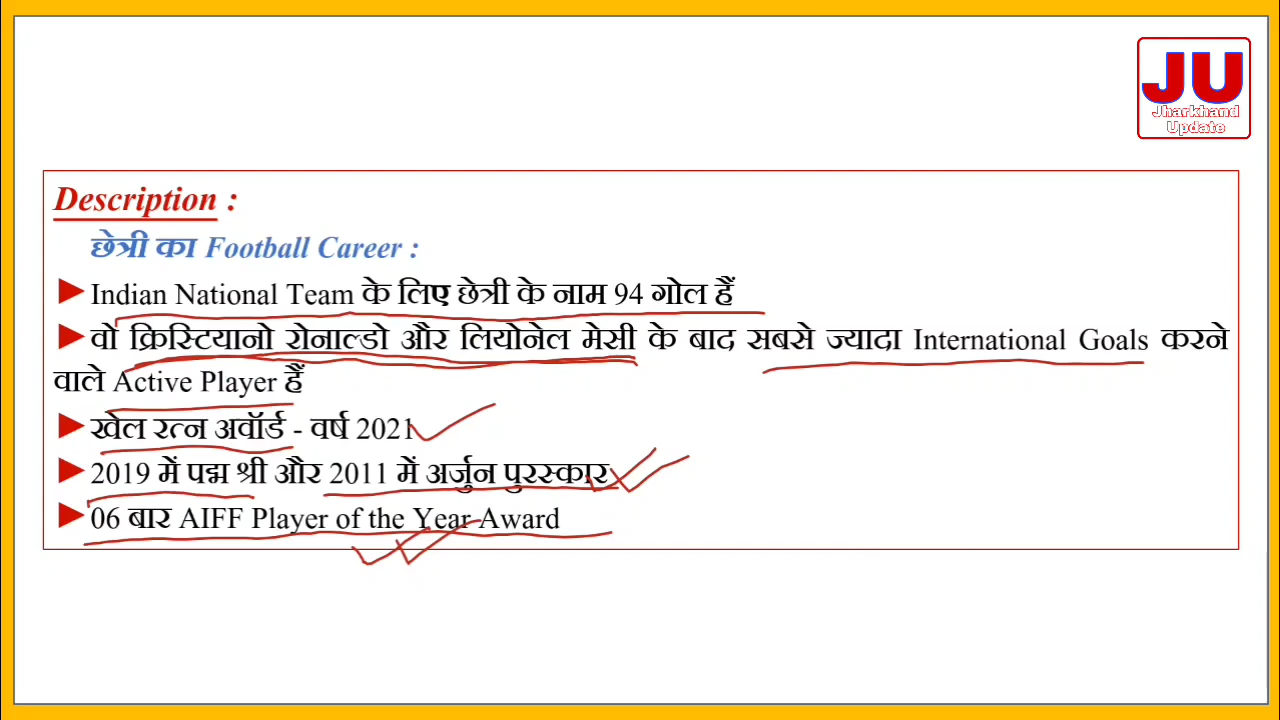 JU
Jharkhand
Update
Description :
छेत्री का Football Career :
►Indian National Team के लिए छेत्री के नाम 94 गोल हैं
►वो क्रिस्टियानो रोनाल्डो और लियोनेल मेसी के बाद सबसे ज्यादा International Goals करने
वाले Active Player हैं
►खेल रत्न अवॉर्ड - वर्ष 2021
►2019 में पद्म श्री और 2011 में अर्जुन पुरस्कार
►06 बार AIFF Player of the Year Award